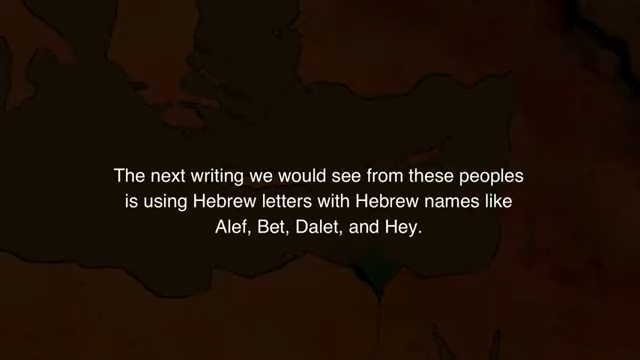 The next writing we would see from these peoples
is using Hebrew letters with Hebrew names like
Alef, Bet, Dalet, and Hey.